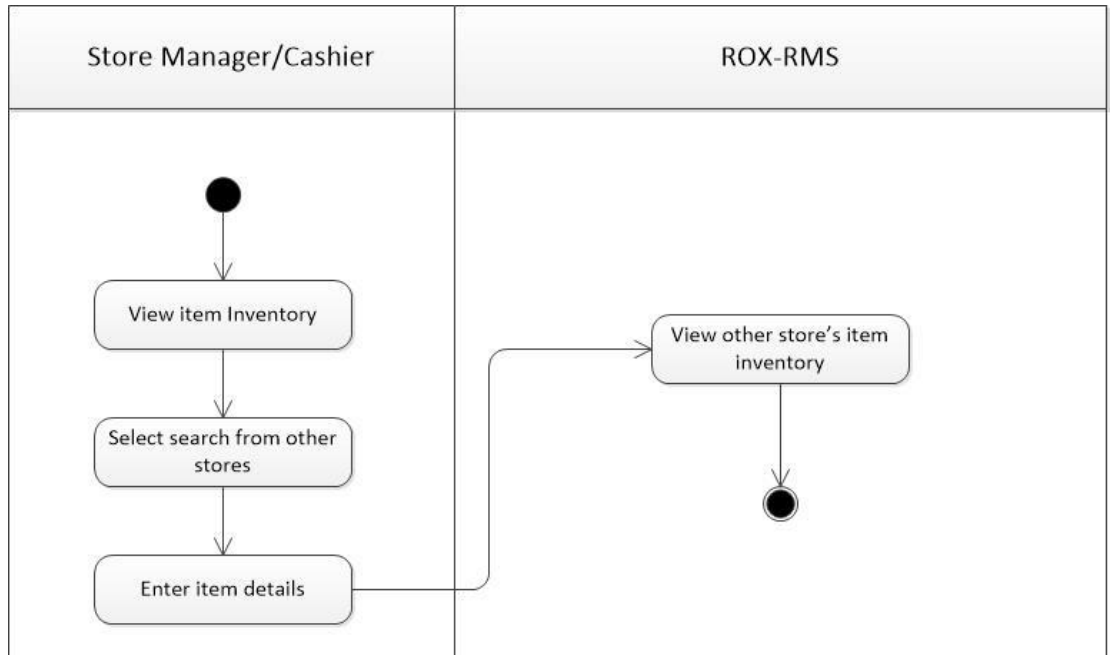 Store Manager/Cashier
ROX-RMS
View item Inventory
Select search from other
stores
Enter item details
View other store’s item
inventory